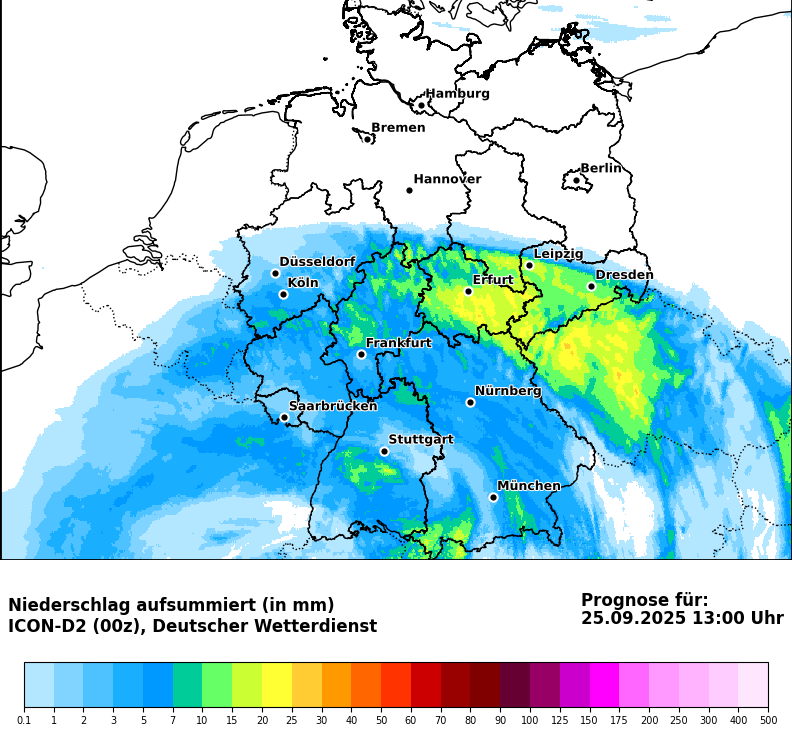 Hamburg
Bremen
Berlin
Hannover
Leipzig
Düsseldorf
Dresden
Erfurt
Köln
Frankfurt
Nürnberg
Saarbrücken
Stuttgart
München
Niederschlag aufsummiert (in mm)
ICON-D2 (00z), Deutscher Wetterdienst
Prognose für:
25.09.2025 13:00 Uhr
0.1 1 2 3 5 7 10 15 20 25 30 40 50 60 70 80 90 100 125 150 175 200 250 300 400 500